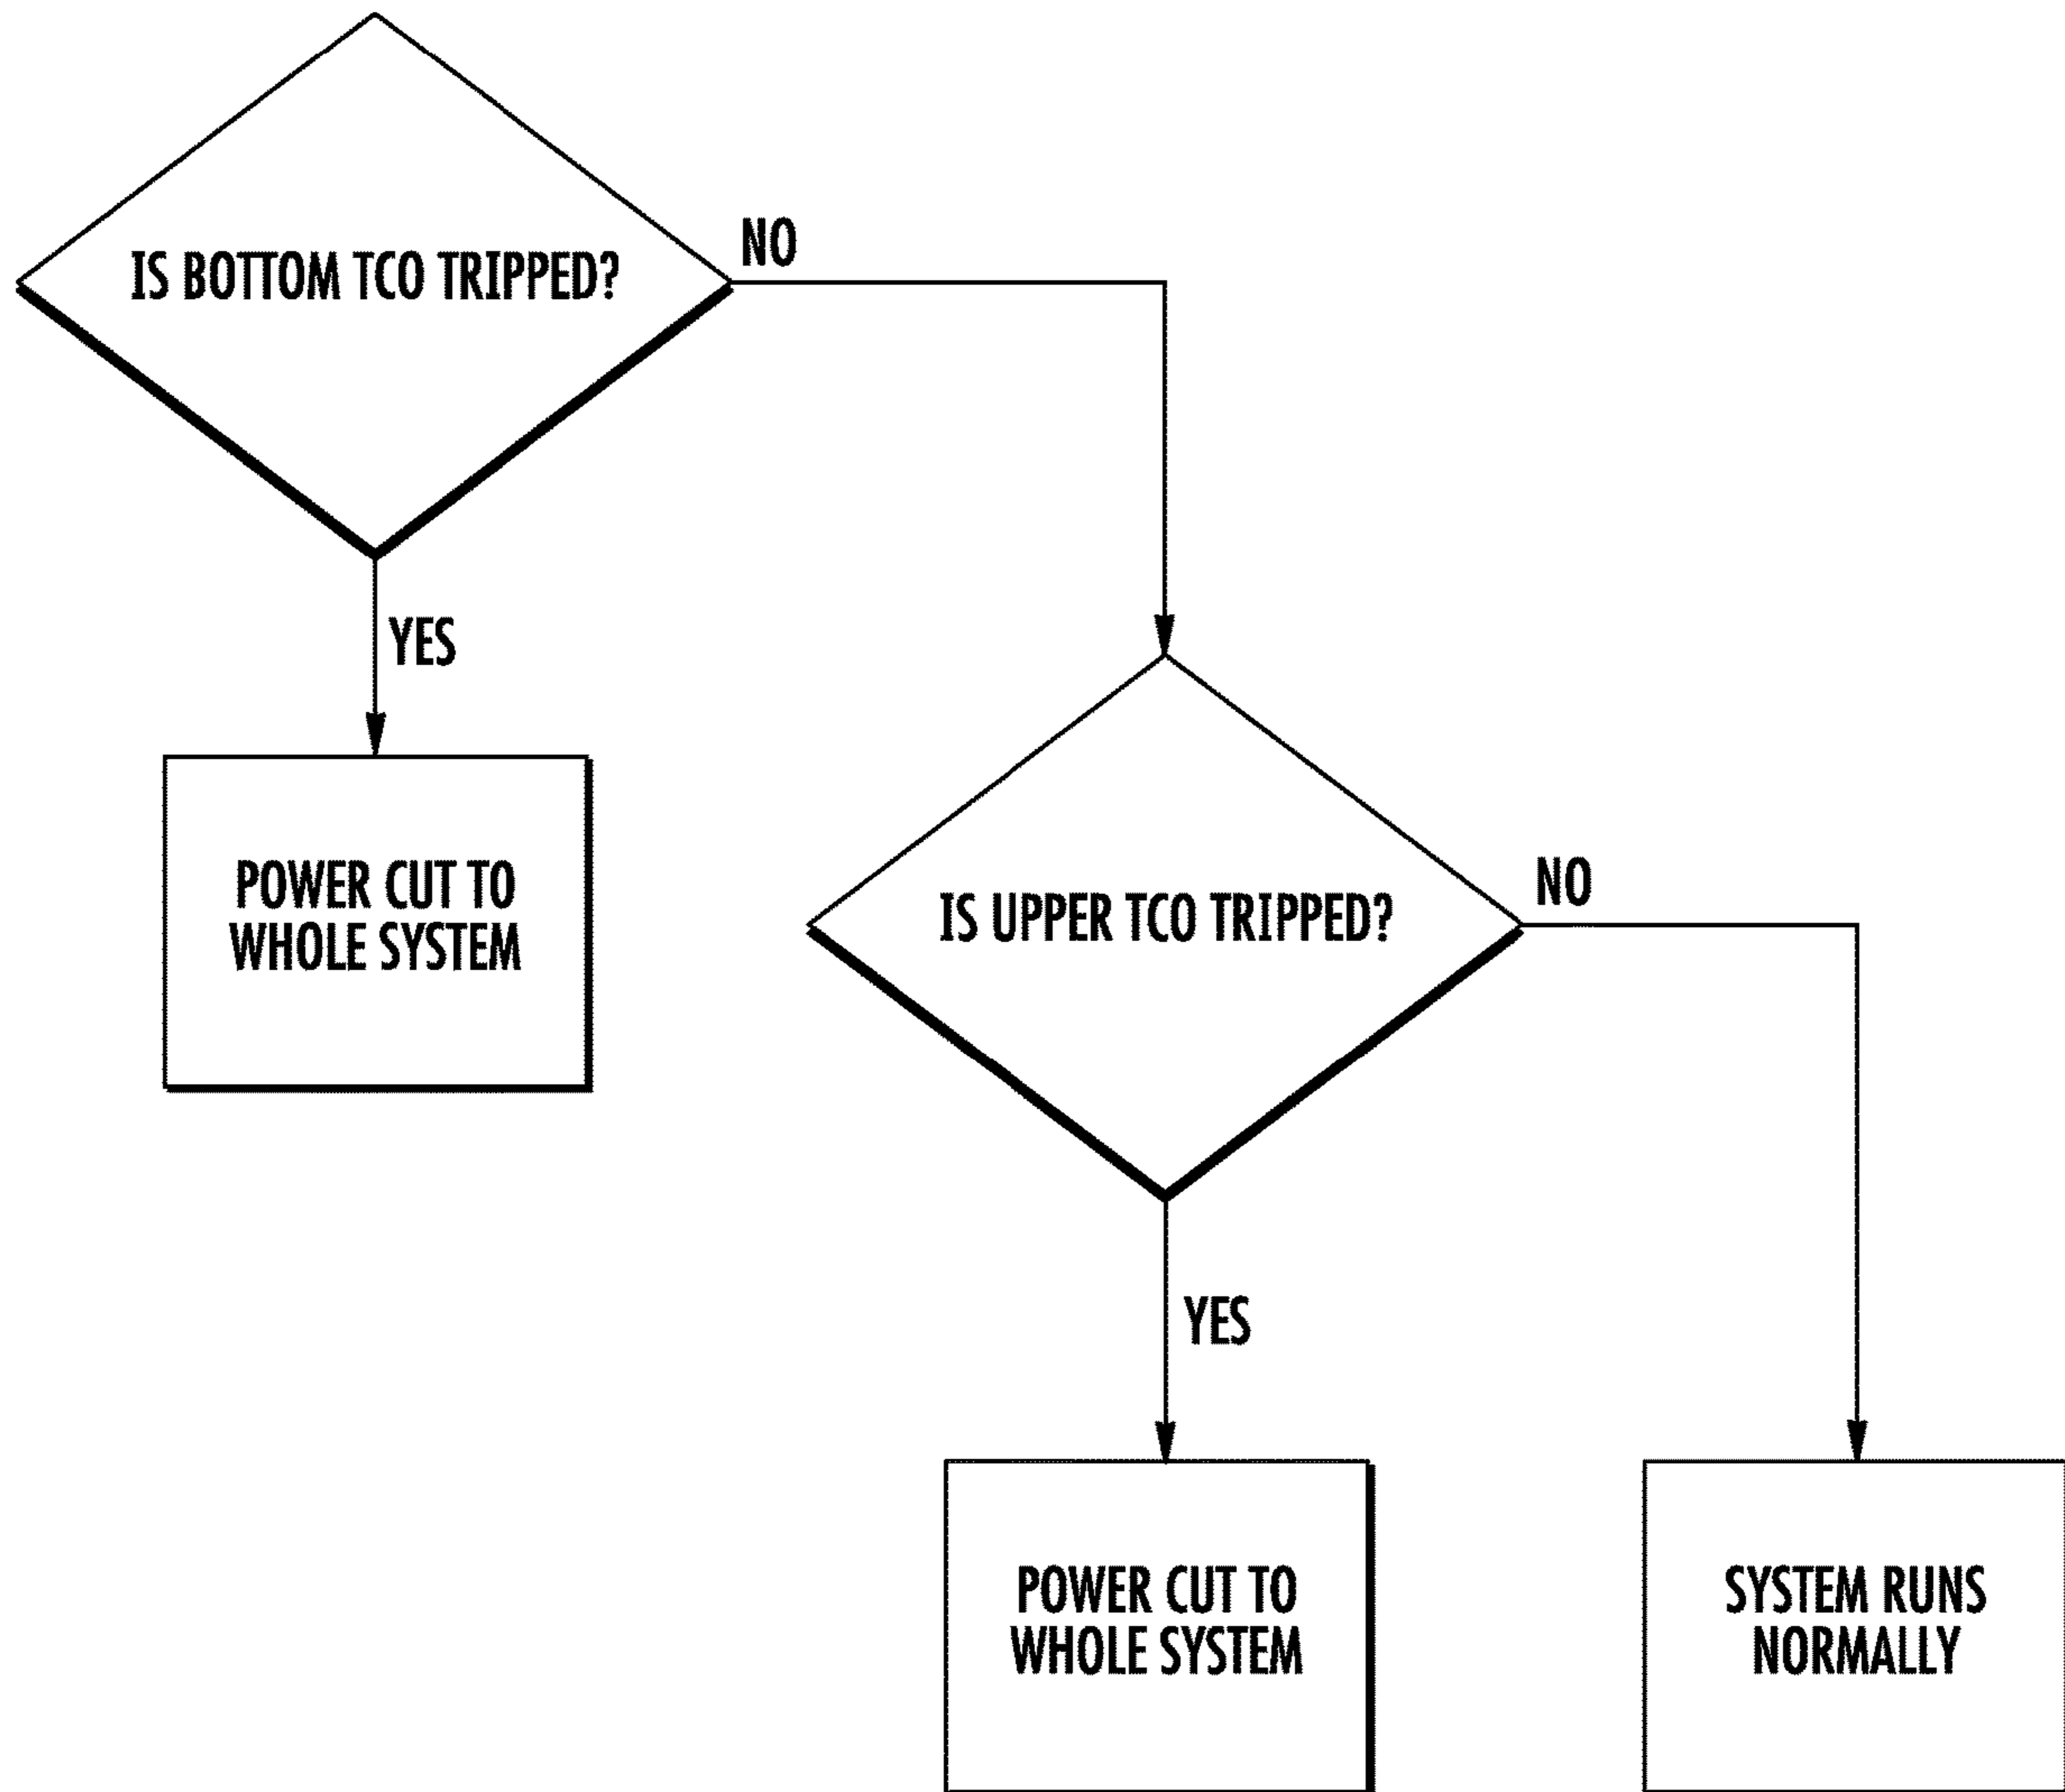 IS BOTTOM TCO TRIPPED?
NO
YES
POWER CUT TO
WHOLE SYSTEM
IS UPPER TCO TRIPPED?
NO
YES
POWER CUT TO
WHOLE SYSTEM
SYSTEM RUNS
NORMALLY